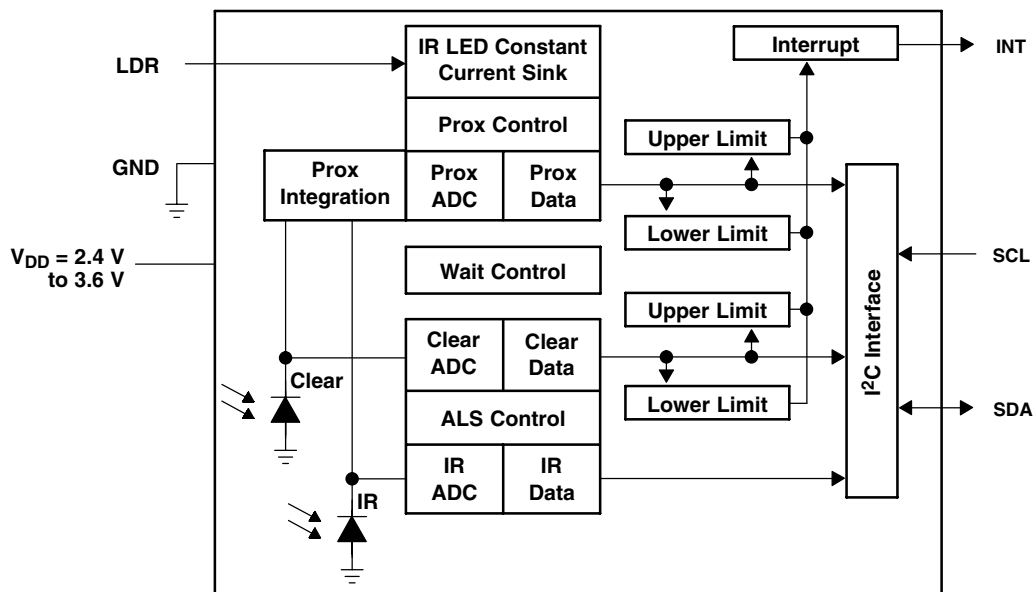 IR LED Constant
Current Sink
Interrupt
INT
LDR
Prox Control
Upper Limit
GND
Prox
Integration
Prox
ADC
Prox
Data
Lower Limit
VDD = 2.4 V
to 3.6 V
Wait Control
SCL
Upper Limit
I²C Interface
Clear
ADC
Clear
Data
Clear
Lower Limit
SDA
ALS Control
IR
ADC
IR
Data
IR